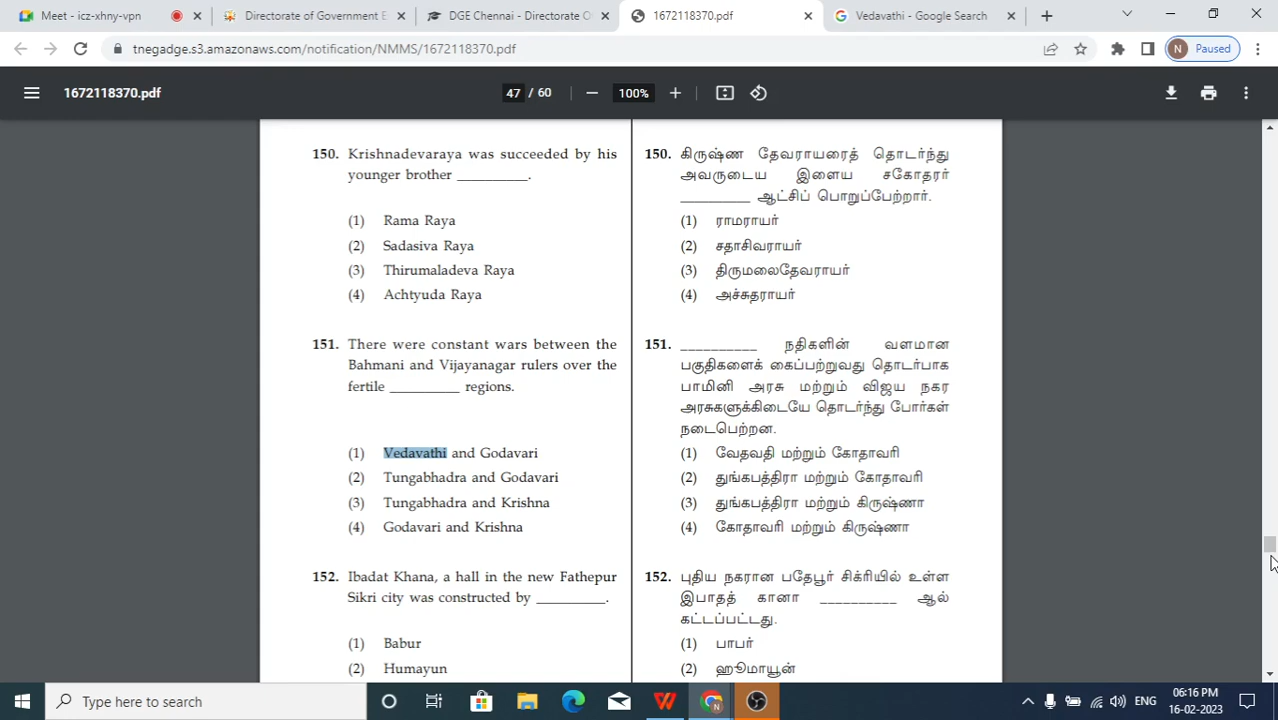 Meet - icz-xhny-vpn
Directorate of Government E
DGE Chennai - Directorate O
1672118370.pdf
Vedavathi - Google Search
tnegadge.s3.amazonaws.com/notification/NMMS/1672118370.pdf
N Paused
1672118370.pdf
47 / 60
100%
150. Krishnadevaraya was succeeded by his
younger brother __________.
(1) Rama Raya
(2) Sadasiva Raya
(3) Thirumaladeva Raya
(4) Achtyuda Raya
151. There were constant wars between the
Bahmani and Vijayanagar rulers over the
fertile __________ regions.
(1) Vedavathi and Godavari
(2) Tungabhadra and Godavari
(3) Tungabhadra and Krishna
(4) Godavari and Krishna
152. Ibadat Khana, a hall in the new Fathepur
Sikri city was constructed by __________.
(1) Babur
(2) Humayun
150. கிருஷ்ண தேவராயரைத் தொடர்ந்து
அவருடைய இளைய சகோதரர்
__________ ஆட்சிப் பொறுப்பேற்றார்.
(1) ராமராயர்
(2) சதாசிவராயர்
(3) திருமலைதேவராயர்
(4) அச்சுதராயர்
151. ___________ நதிகளின் வளமான
பகுதிகளைக் கைப்பற்றுவது தொடர்பாக
பாமினி அரசு மற்றும் விஜய நகர
அரசுகளுக்கிடையே தொடர்ந்து போர்கள்
நடைபெற்றன.
(1) வேதவதி மற்றும் கோதாவரி
(2) துங்கபத்திரா மற்றும் கோதாவரி
(3) துங்கபத்திரா மற்றும் கிருஷ்ணா
(4) கோதாவரி மற்றும் கிருஷ்ணா
152. புதிய நகரான பதேபூர் சிக்ரியில் உள்ள
இபாதத் கானா ___________ ஆல்
கட்டப்பட்டது.
(1) பாபர்
(2) ஹூமாயூன்
Type here to search
ENG
06:16 PM
16-02-2023